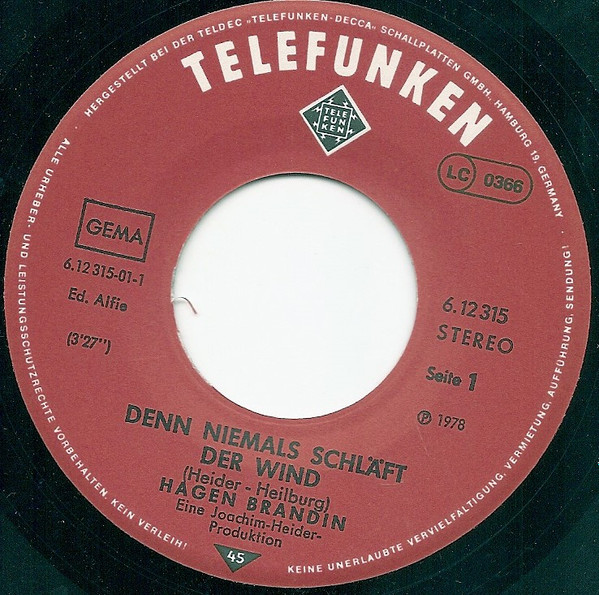 HERGESTELLT BEI DER TELDEC „TELEFUNKEN-DECCA" SCHALLPLATTEN GMBH, HAMBURG 19, GERMANY
TELEFUNKEN
TELE
FUN
KEN
LC 0366
GEMA
6.12 315-01-1
Ed. Alfie
(3'27")
6.12 315
STEREO
Seite 1
Ⓟ 1978
DENN NIEMALS SCHLÄFT
DER WIND
(Heider - Heilburg)
HAGEN BRANDIN
Eine Joachim-Heider-
Produktion
45
ALLE URHEBER- UND LEISTUNGSSCHUTZRECHTE VORBEHALTEN. KEIN VERLEIH!
KEINE UNERLAUBTE VERVIELFÄLTIGUNG, VERMIETUNG, AUFFÜHRUNG, SENDUNG!